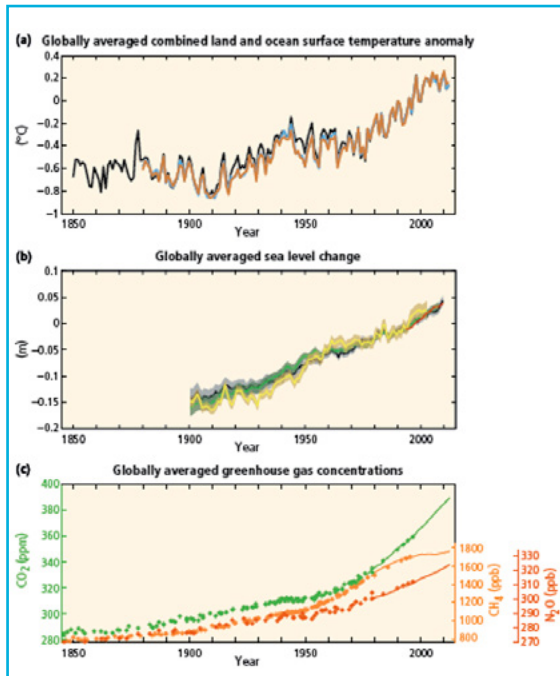 (a) Globally averaged combined land and ocean surface temperature anomaly
0.4
0.2
0
−0.2
−0.4
−0.6
−0.8
−1
(°C)
1850 1900 1950 2000
Year
(b) Globally averaged sea level change
0.1
0.05
0
−0.05
−0.1
−0.15
−0.2
(m)
1850 1900 1950 2000
Year
(c) Globally averaged greenhouse gas concentrations
400
380
360
340
320
300
280
CO2 (ppm)
1800
1600
1400
1200
1000
800
CH4 (ppb)
330
320
310
300
290
280
270
N2O (ppb)
1850 1900 1950 2000
Year